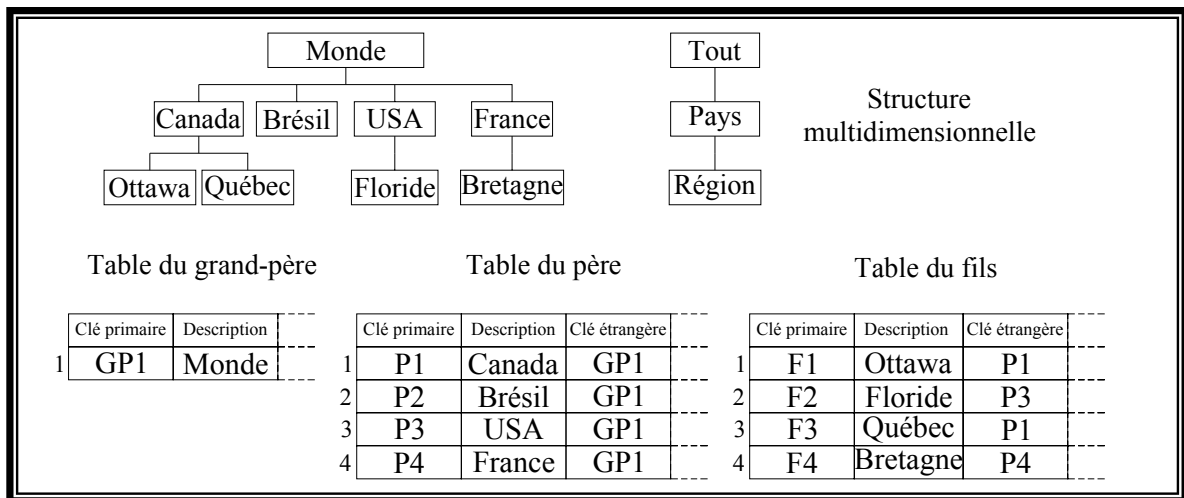 Monde Tout
Canada Brésil USA France Pays
Structure
multidimensionnelle
Ottawa Québec Floride Bretagne Région
Table du grand-père Table du père Table du fils
Clé primaire Description Clé primaire Description Clé étrangère Clé primaire Description Clé étrangère
1 GP1 Monde 1 P1 Canada GP1 1 F1 Ottawa P1
2 P2 Brésil GP1 2 F2 Floride P3
3 P3 USA GP1 3 F3 Québec P1
4 P4 France GP1 4 F4 Bretagne P4